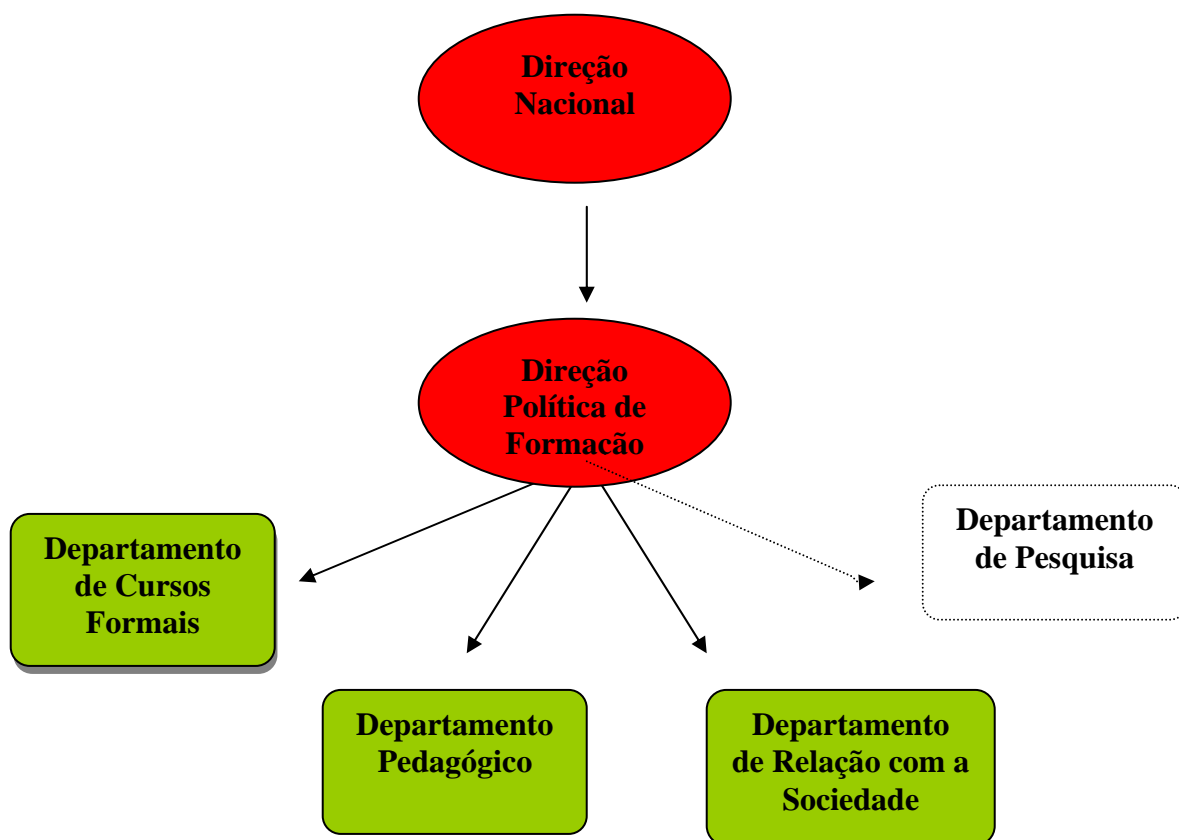 Direção
Nacional
Direção
Política de
Formação
Departamento
de Cursos
Formais
Departamento
Pedagógico
Departamento
de Relação com a
Sociedade
Departamento
de Pesquisa